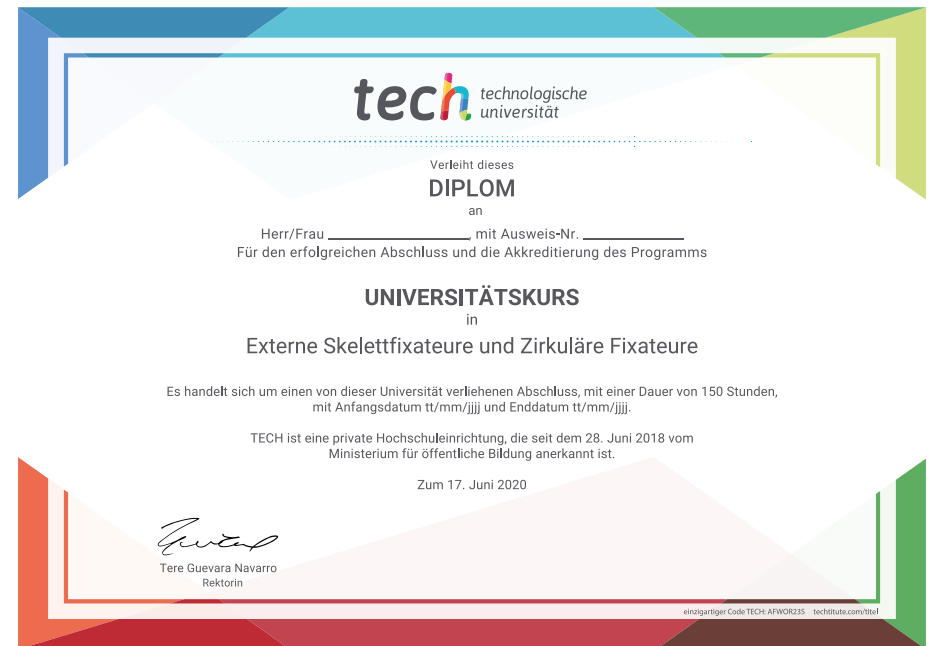 tech technologische
universität
Verleiht dieses
DIPLOM
an
Herr/Frau ___________________, mit Ausweis-Nr. ______________
Für den erfolgreichen Abschluss und die Akkreditierung des Programms
UNIVERSITÄTSKURS
in
Externe Skelettfixateure und Zirkuläre Fixateure
Es handelt sich um einen von dieser Universität verliehenen Abschluss, mit einer Dauer von 150 Stunden,
mit Anfangsdatum tt/mm/jjjj und Enddatum tt/mm/jjjj.
TECH ist eine private Hochschuleinrichtung, die seit dem 28. Juni 2018 vom
Ministerium für öffentliche Bildung anerkannt ist.
Zum 17. Juni 2020
Tere Guevara Navarro
Rektorin
einzigartiger Code TECH: AFWOR23S techtitute.com/titel